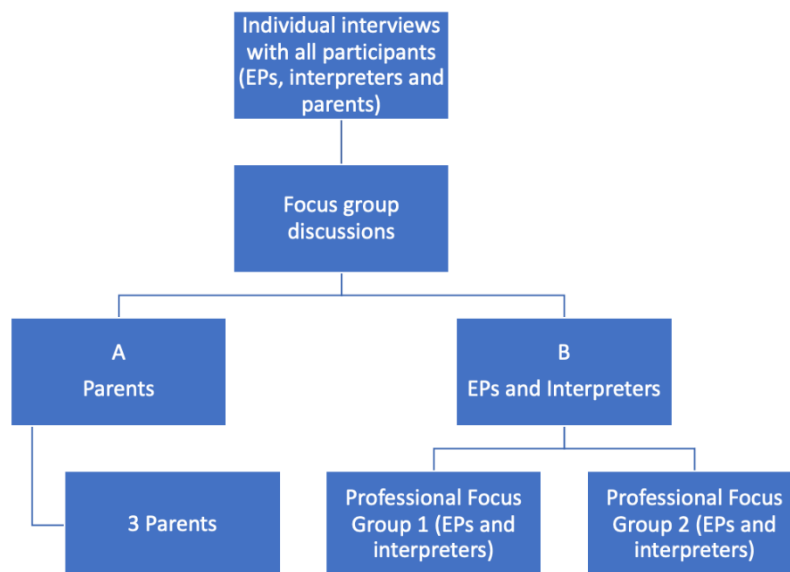 Individual interviews
with all participants
(EPs, interpreters and
parents)
Focus group
discussions
A
Parents
B
EPs and Interpreters
3 Parents
Professional Focus
Group 1 (EPs and
interpreters)
Professional Focus
Group 2 (EPs and
interpreters)